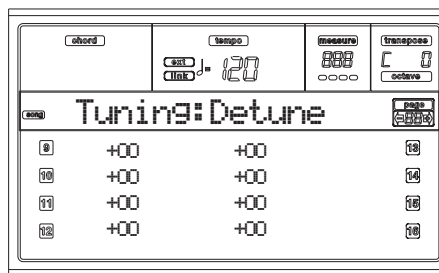 chord tempo measure transpose
ext link ♩= 120 888 C 0
octave
song Tuning:Detune page
88
9 +00 +00 13
10 +00 +00 14
11 +00 +00 15
12 +00 +00 16